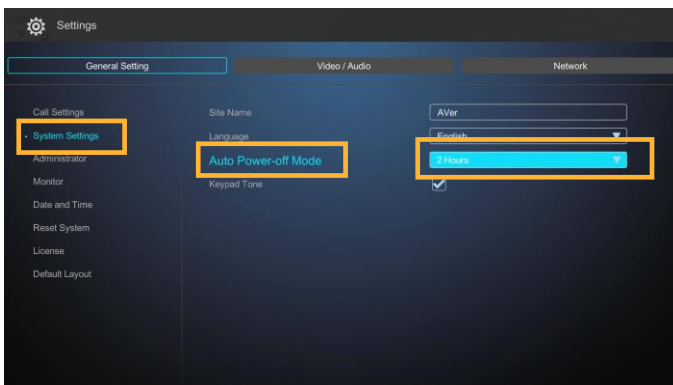 Settings
General Setting Video / Audio Network
Call Settings Site Name AVer
System Settings Language English
Administrator Auto Power-off Mode 2 Hours
Monitor Keypad Tone
Date and Time
Reset System
License
Default Layout